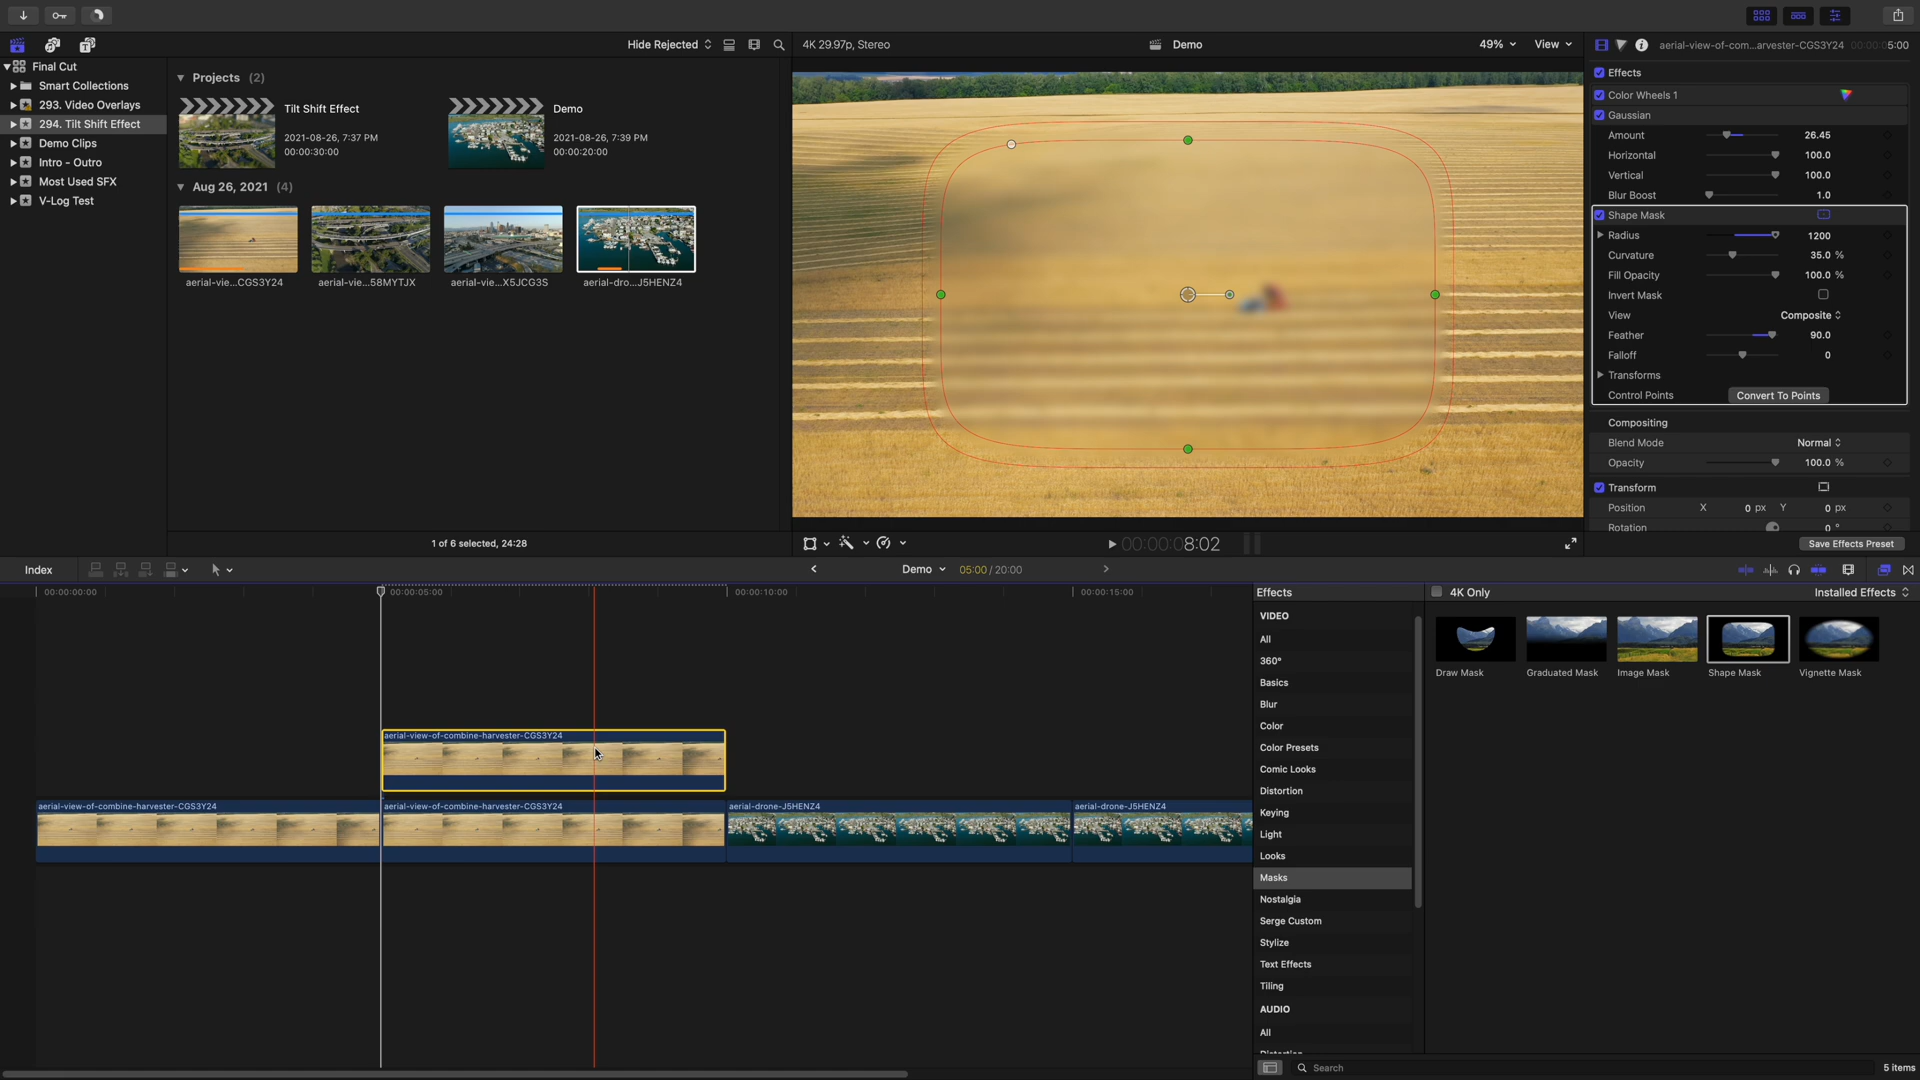 Hide Rejected
4K 29.97p, Stereo
Demo
49%
View
aerial-view-of-com...arvester-CGS3Y24
00:00:05:00
Final Cut
Smart Collections
293. Video Overlays
294. Tilt Shift Effect
Demo Clips
Intro - Outro
Most Used SFX
V-Log Test
Projects (2)
Tilt Shift Effect
2021-08-26, 7:37 PM
00:00:30:00
Demo
2021-08-26, 7:39 PM
00:00:20:00
Aug 26, 2021 (4)
aerial-vie...CGS3Y24
aerial-vie...58MYTJX
aerial-vie...X5JCG3S
aerial-dro...J5HENZ4
1 of 6 selected, 24:28
00:00:08:02
Effects
Color Wheels 1
Gaussian
Amount 26.45
Horizontal 100.0
Vertical 100.0
Blur Boost 1.0
Shape Mask
Radius 1200
Curvature 35.0 %
Fill Opacity 100.0 %
Invert Mask
View Composite
Feather 90.0
Falloff 0
Transforms
Control Points Convert To Points
Compositing
Blend Mode Normal
Opacity 100.0 %
Transform
Position X 0 px Y 0 px
Rotation 0 °
Save Effects Preset
Index
Demo
05:00 / 20:00
00:00:00:00
00:00:05:00
00:00:10:00
00:00:15:00
aerial-view-of-combine-harvester-CGS3Y24
aerial-view-of-combine-harvester-CGS3Y24
aerial-view-of-combine-harvester-CGS3Y24
aerial-drone-J5HENZ4
aerial-drone-J5HENZ4
Effects
4K Only
Installed Effects
VIDEO
All
360°
Basics
Blur
Color
Color Presets
Comic Looks
Distortion
Keying
Light
Looks
Masks
Nostalgia
Serge Custom
Stylize
Text Effects
Tiling
AUDIO
All
Distortion
Draw Mask
Graduated Mask
Image Mask
Shape Mask
Vignette Mask
Search
5 items